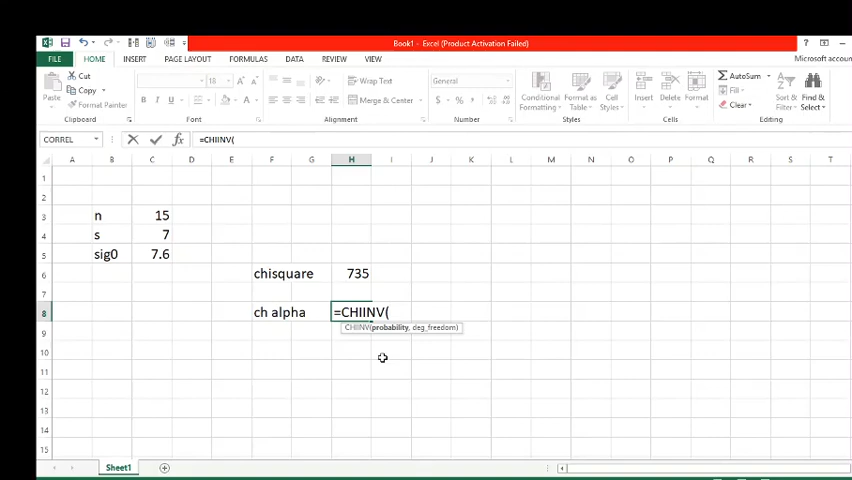 Book1 - Excel (Product Activation Failed)
FILE HOME INSERT PAGE LAYOUT FORMULAS DATA REVIEW VIEW Microsoft accou
Cut
Copy
Format Painter
Paste
Clipboard
18
B I U
Font
Wrap Text
Merge & Center
Alignment
General
$ %
Number
Conditional Formatting
Format as Table
Cell Styles
Styles
Insert Delete Format
Cells
AutoSum
Fill
Clear
Sort & Filter
Find & Select
Editing
CORREL fx =CHIINV(
A B C D E F G H I J K L M N O P Q R S T
1
2
3 n 15
4 s 7
5 sig0 7.6
6 chisquare 735
7
8 ch alpha =CHIINV(
CHIINV(probability, deg_freedom)
9
10
11
12
13
14
15
Sheet1